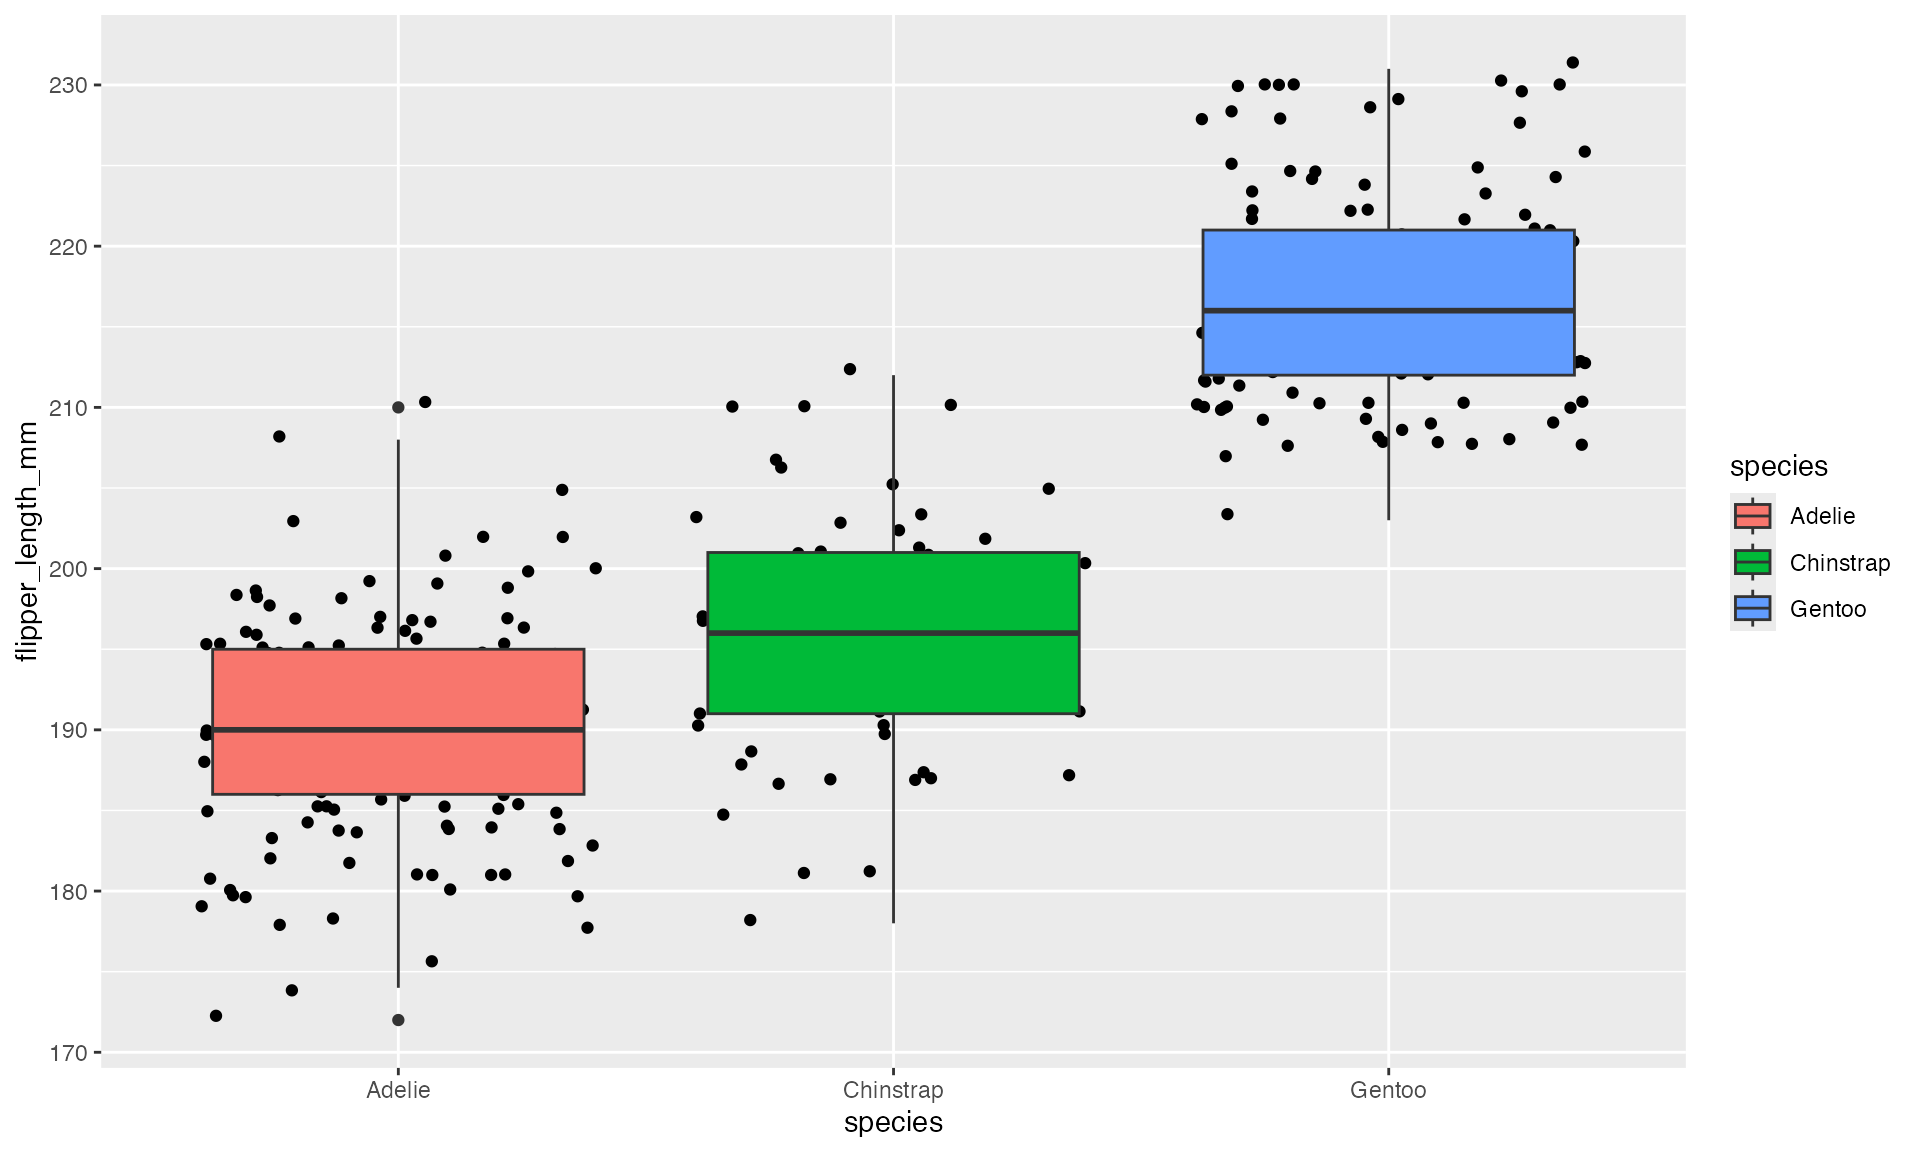 flipper_length_mm
230
220
210
200
190
180
170
Adelie
Chinstrap
Gentoo
species
species
Adelie
Chinstrap
Gentoo